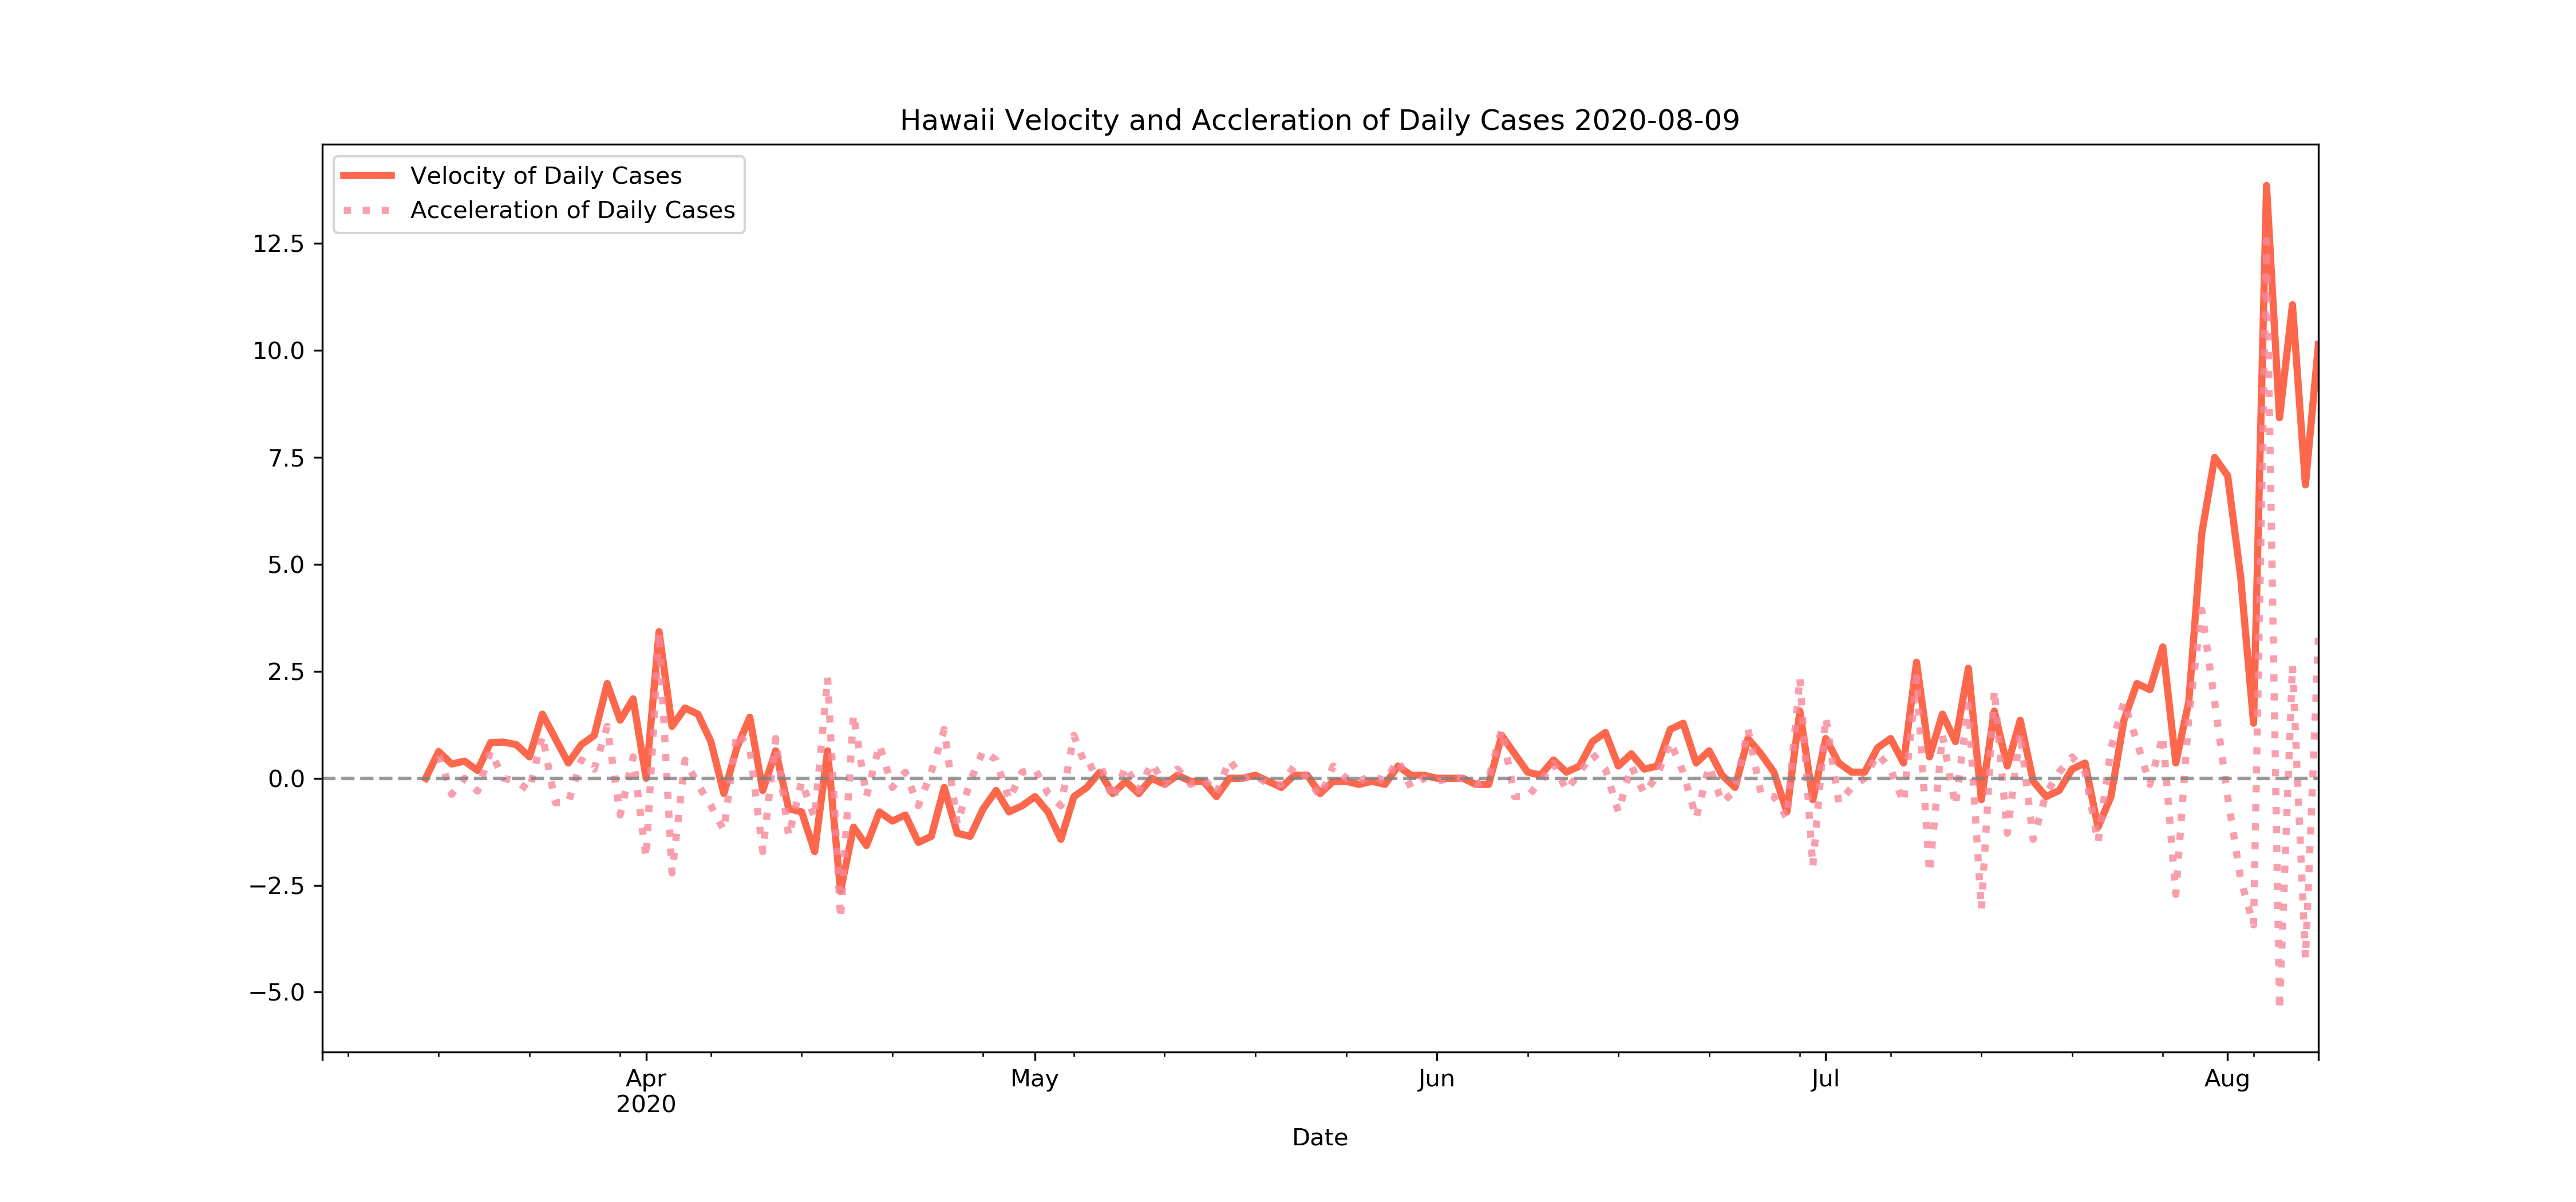 Hawaii Velocity and Accleration of Daily Cases 2020-08-09
Velocity of Daily Cases
Acceleration of Daily Cases
12.5
10.0
7.5
5.0
2.5
0.0
−2.5
−5.0
Apr May Jun Jul Aug
2020
Date